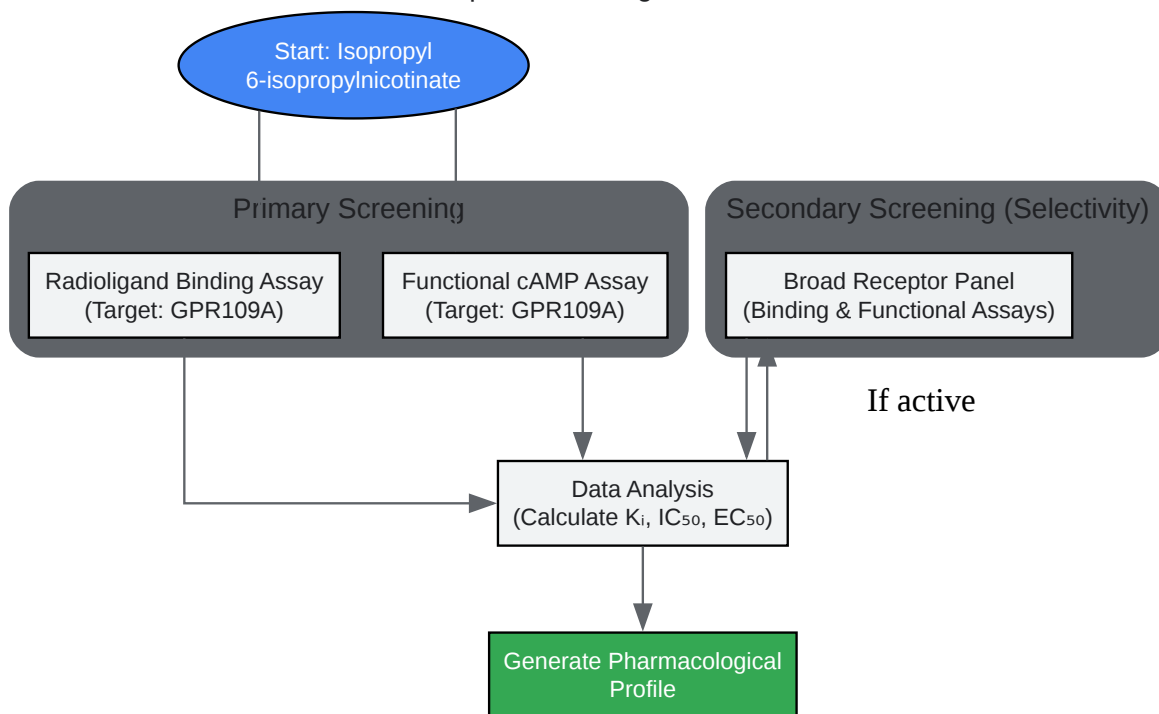 Start: Isopropyl
6-isopropylnicotinate
Primary Screening
Secondary Screening (Selectivity)
Radioligand Binding Assay
(Target: GPR109A)
Functional cAMP Assay
(Target: GPR109A)
Broad Receptor Panel
(Binding & Functional Assays)
If active
Data Analysis
(Calculate Kᵢ, IC₅₀, EC₅₀)
Generate Pharmacological
Profile